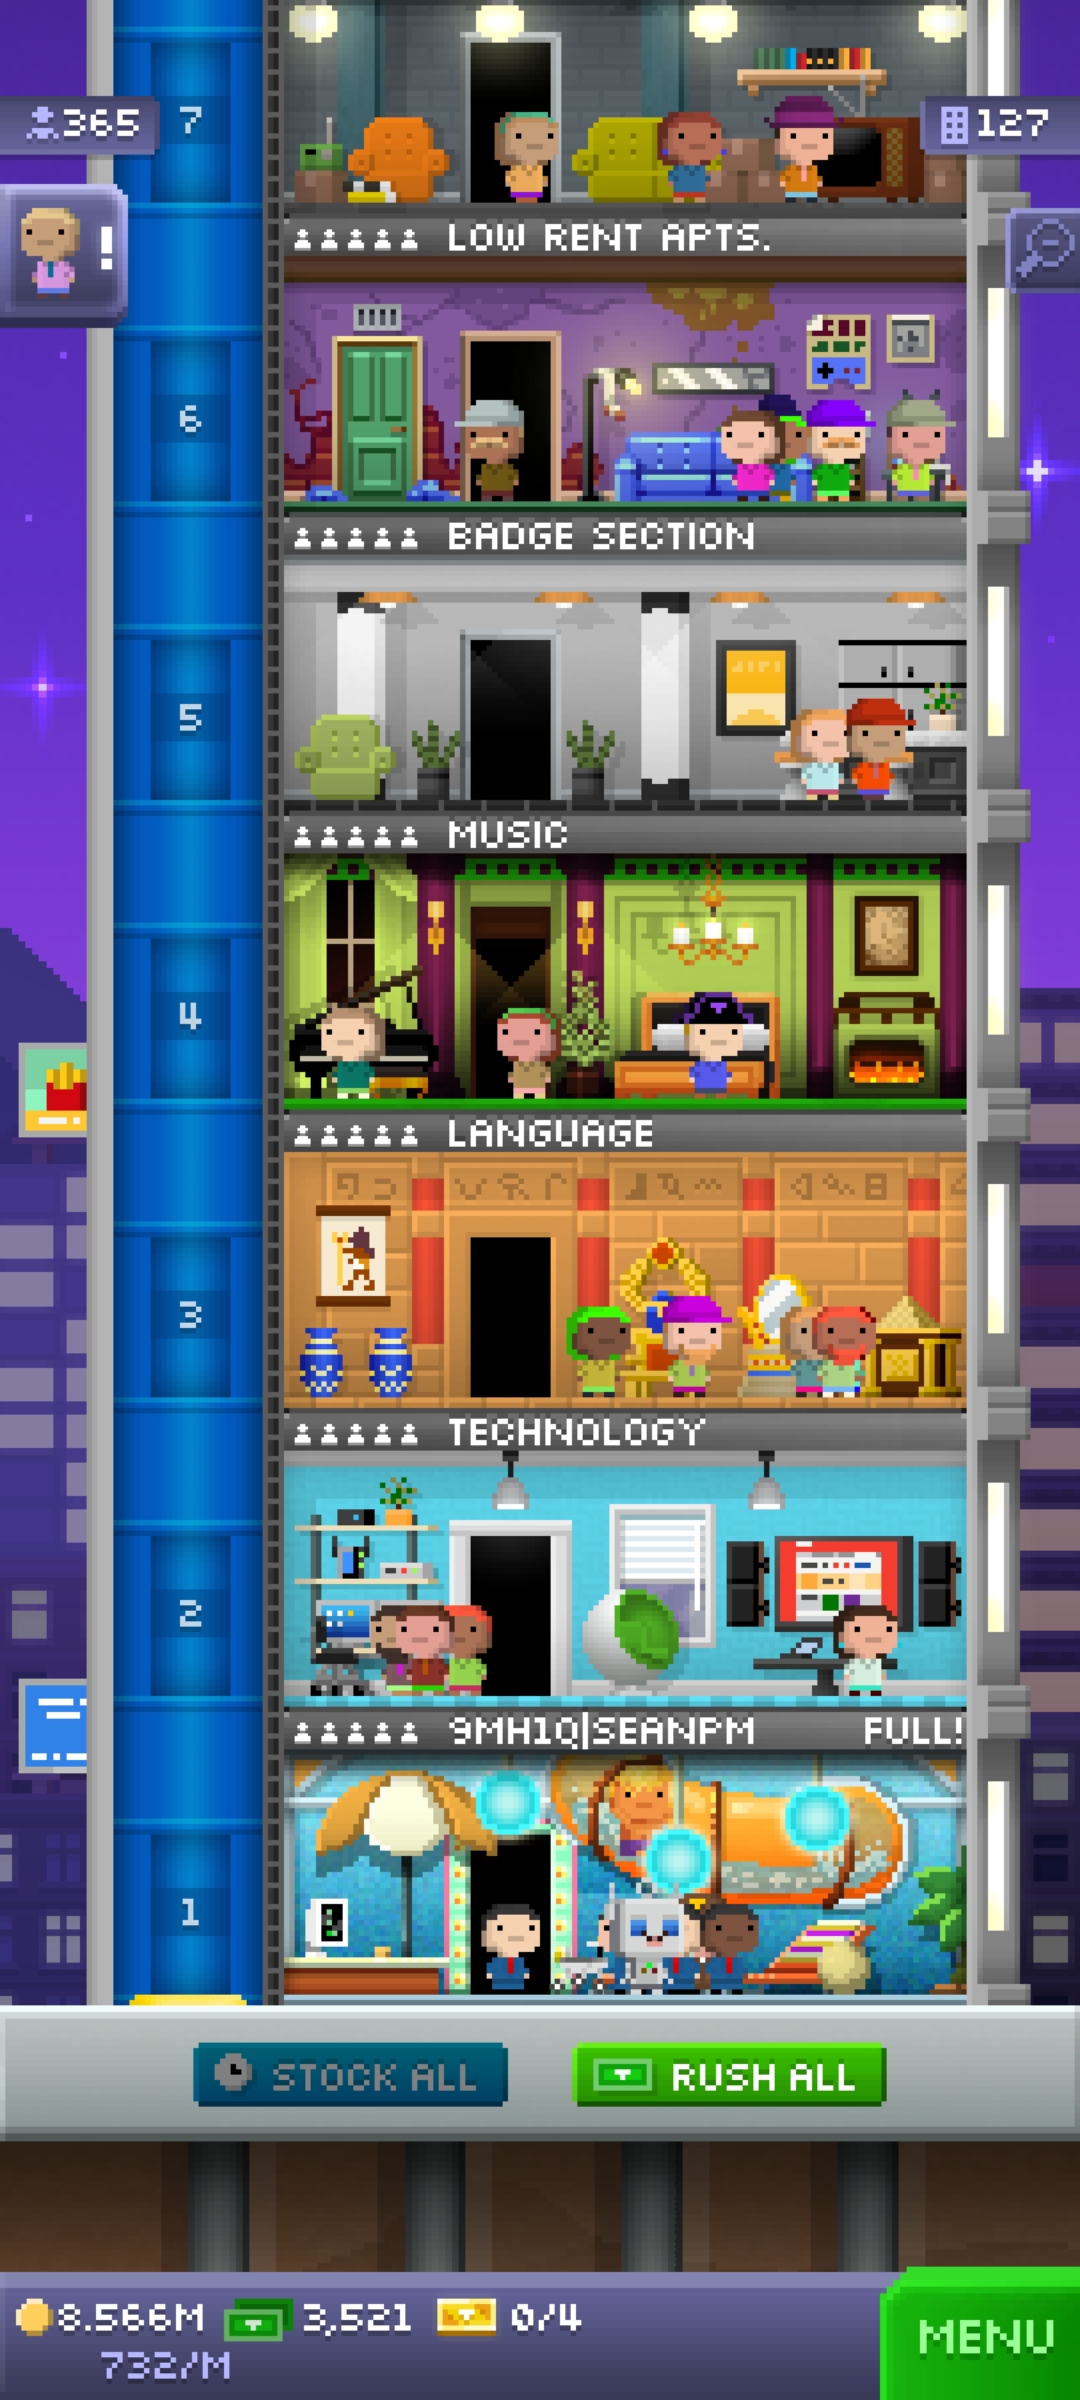 7
365
127
!
LOW RENT APTS.
6
BADGE SECTION
5
MUSIC
4
LANGUAGE
3
TECHNOLOGY
2
9MH1Q|SEANPM FULL!
1
STOCK ALL
RUSH ALL
8.566M 3,521 0/4
732/M
MENU